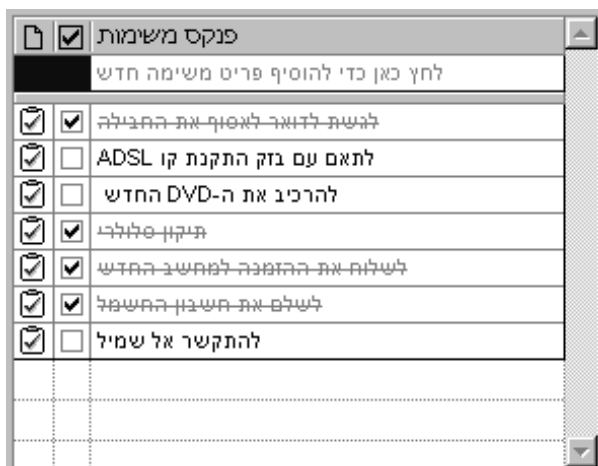 פנקס משימות
לחץ כאן כדי להוסיף פריט משימה חדש
לגשת לדואר לאסוף את החבילה
לתאם עם בזק התקנת קו ADSL
להרכיב את ה-DVD החדש
תיקון סלולרי
לשלוח את ההזמנה למחשב החדש
לשלם את חשבון החשמל
להתקשר אל שמיל